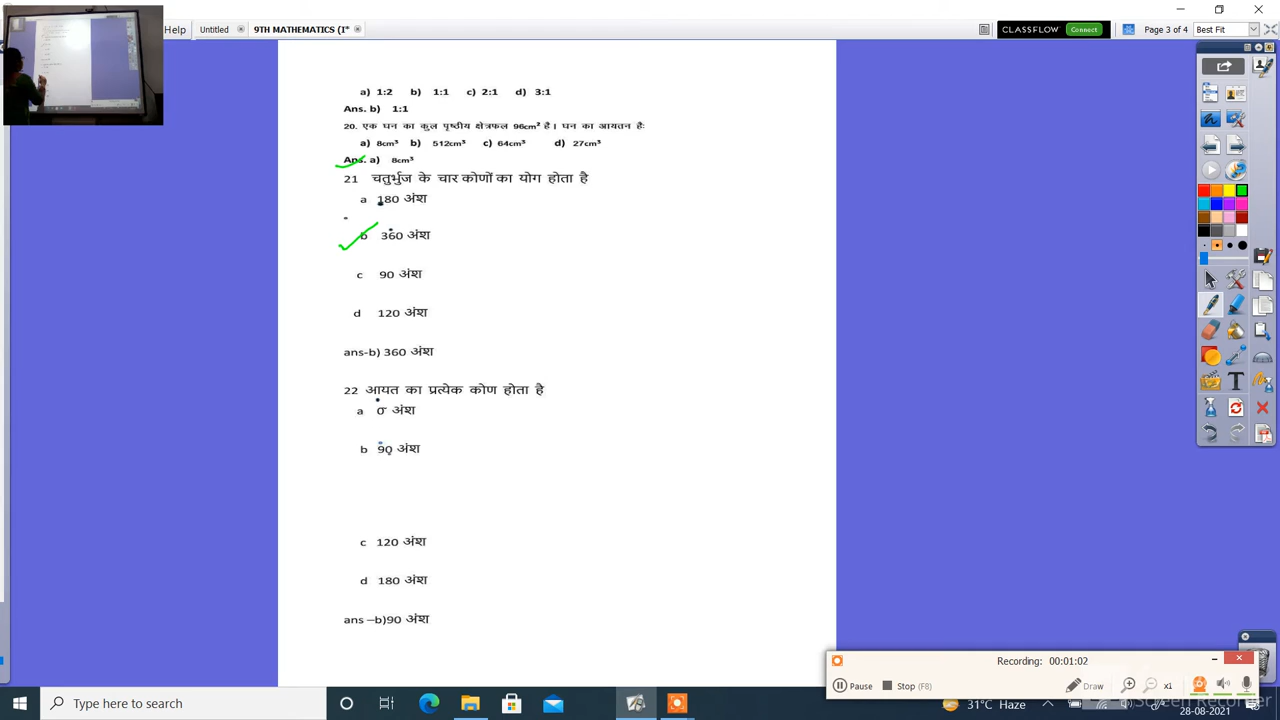 Help
Untitled
9TH MATHEMATICS (I*
CLASSFLOW
Connect
Page 3 of 4
Best Fit
a) 1:2 b) 1:1 c) 2:1 d) 3:1
Ans. b) 1:1
20. एक घन का कुल पृष्ठीय क्षेत्रफल 96cm² है। घन का आयतन हैः
a) 8cm³ b) 512cm³ c) 64cm³ d) 27cm³
Ans. a) 8cm³
21 चतुर्भुज के चार कोणों का योग होता है
a 180 अंश
b 360 अंश
c 90 अंश
d 120 अंश
ans-b) 360 अंश
22 आयत का प्रत्येक कोण होता है
a 0 अंश
b 90 अंश
c 120 अंश
d 180 अंश
ans –b)90 अंश
Recording: 00:01:02
Pause
Stop (F8)
Draw
x1
Type here to search
31°C Haze
28-08-2021